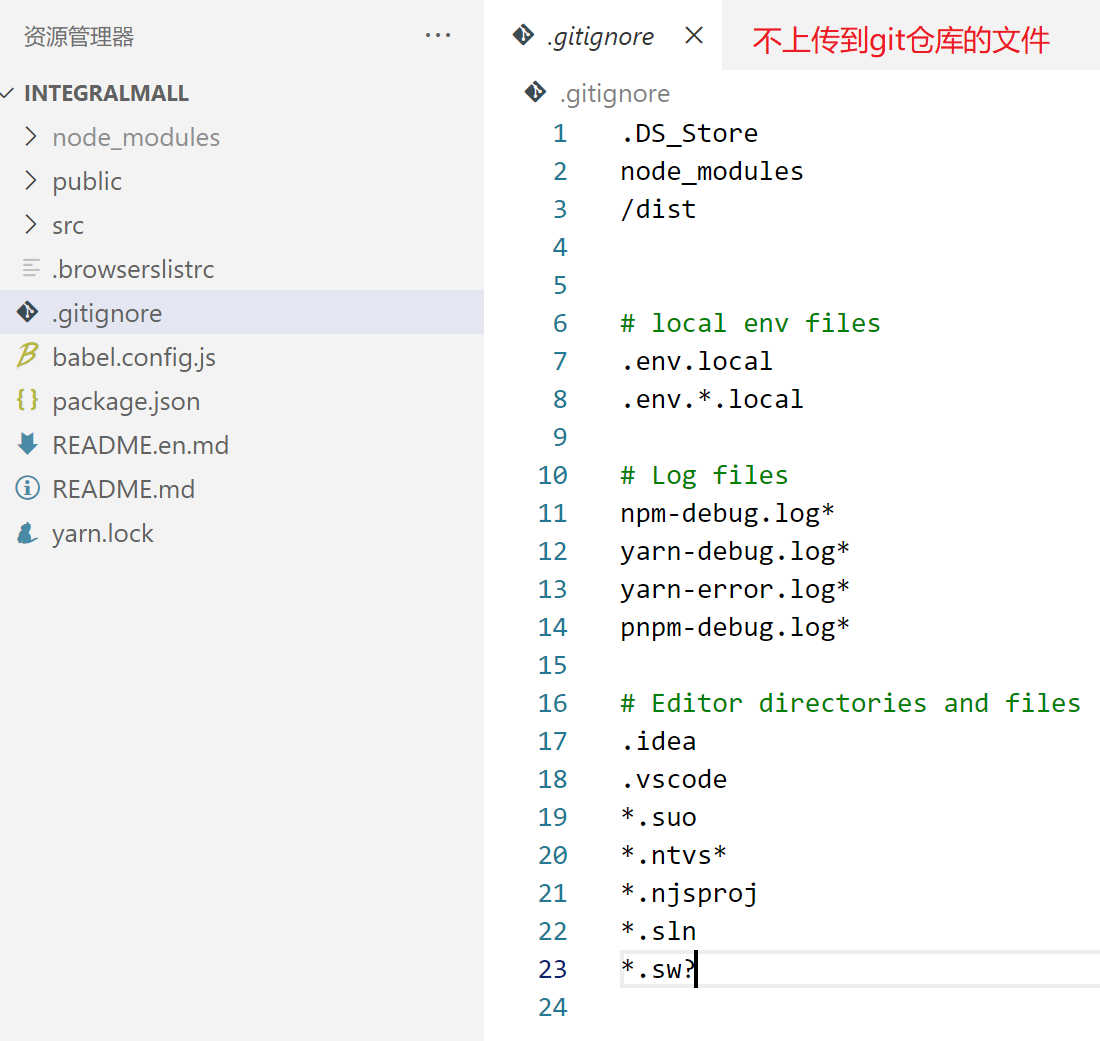 资源管理器
INTEGRALMALL
node_modules
public
src
.browserslistrc
.gitignore
babel.config.js
package.json
README.en.md
README.md
yarn.lock
.gitignore
不上传到git仓库的文件
.gitignore
1 .DS_Store
2 node_modules
3 /dist
4
5
6 # local env files
7 .env.local
8 .env.*.local
9
10 # Log files
11 npm-debug.log*
12 yarn-debug.log*
13 yarn-error.log*
14 pnpm-debug.log*
15
16 # Editor directories and files
17 .idea
18 .vscode
19 *.suo
20 *.ntvs*
21 *.njsproj
22 *.sln
23 *.sw?
24